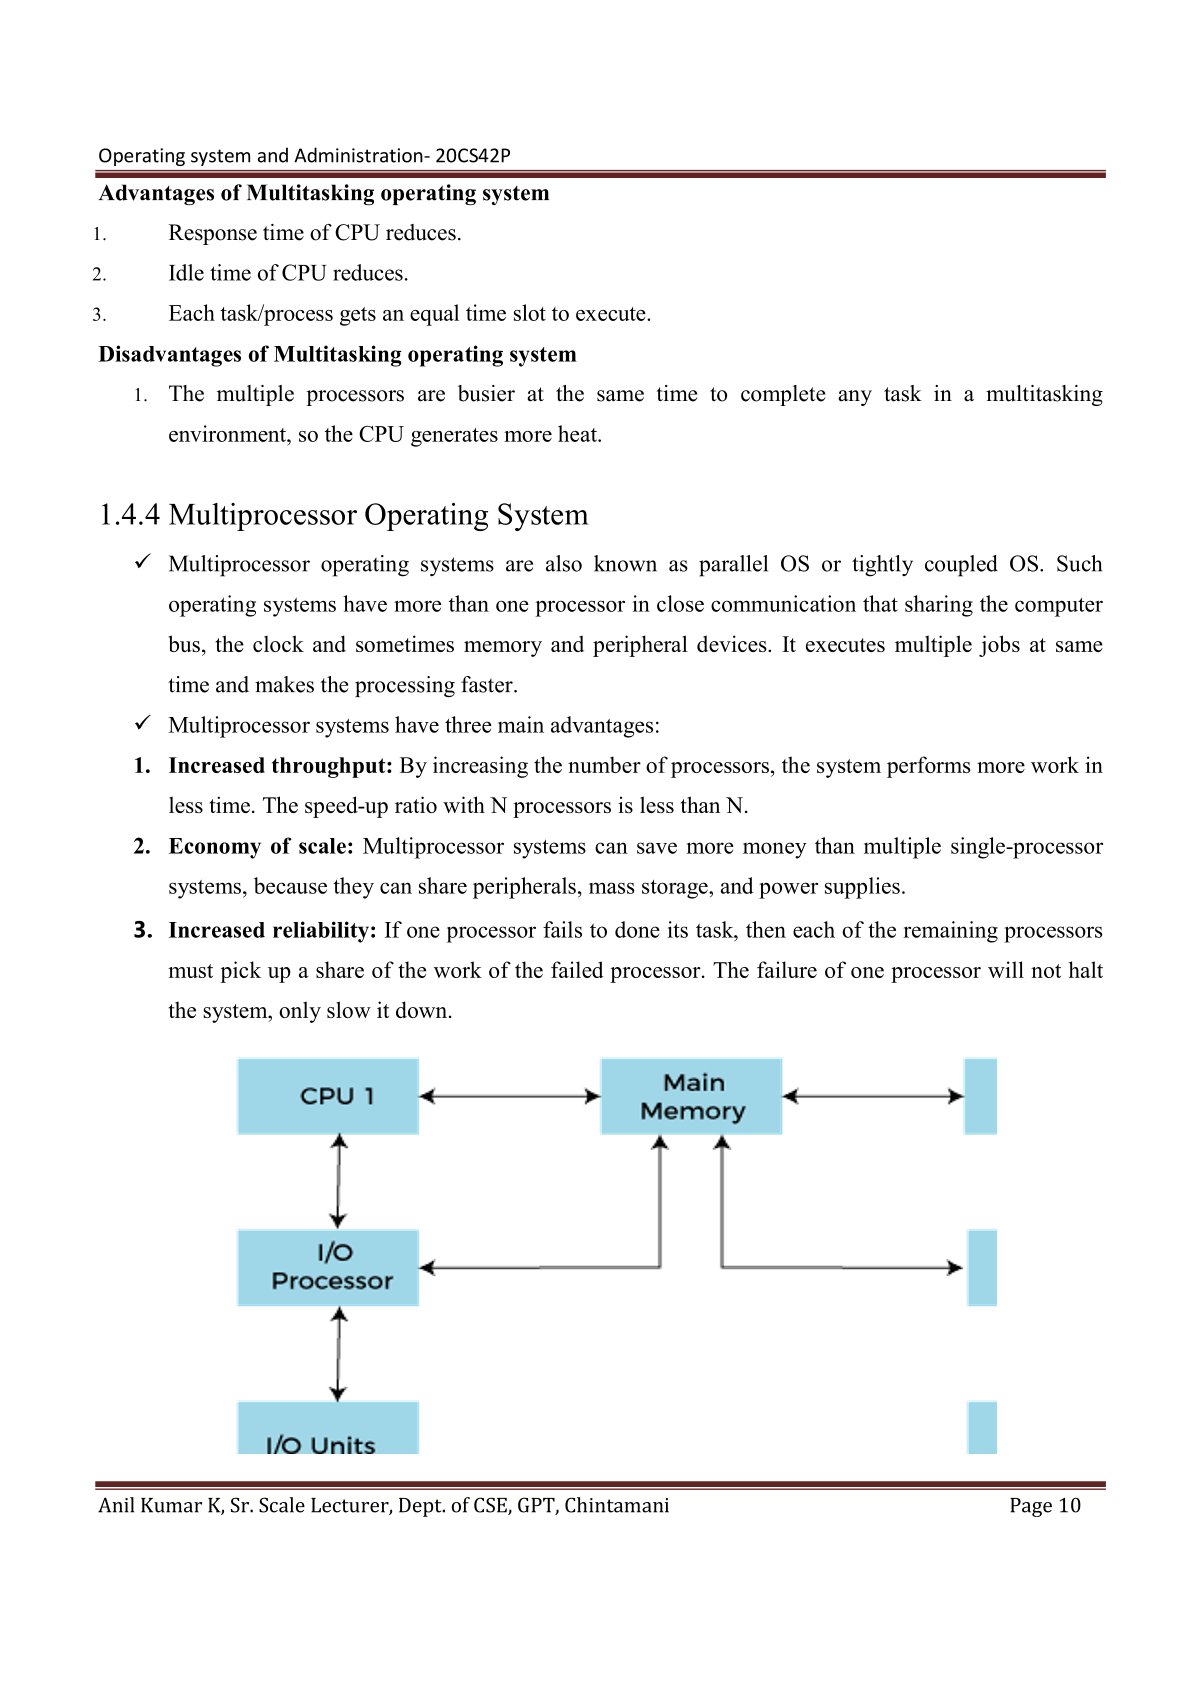 Operating system and Administration- 20CS42P
Advantages of Multitasking operating system
1. Response time of CPU reduces.
2. Idle time of CPU reduces.
3. Each task/process gets an equal time slot to execute.
Disadvantages of Multitasking operating system
1. The multiple processors are busier at the same time to complete any task in a multitasking
environment, so the CPU generates more heat.
1.4.4 Multiprocessor Operating System
✓ Multiprocessor operating systems are also known as parallel OS or tightly coupled OS. Such
operating systems have more than one processor in close communication that sharing the computer
bus, the clock and sometimes memory and peripheral devices. It executes multiple jobs at same
time and makes the processing faster.
✓ Multiprocessor systems have three main advantages:
1. Increased throughput: By increasing the number of processors, the system performs more work in
less time. The speed-up ratio with N processors is less than N.
2. Economy of scale: Multiprocessor systems can save more money than multiple single-processor
systems, because they can share peripherals, mass storage, and power supplies.
3. Increased reliability: If one processor fails to done its task, then each of the remaining processors
must pick up a share of the work of the failed processor. The failure of one processor will not halt
the system, only slow it down.
CPU 1
Main
Memory
I/O
Processor
I/O Units
Anil Kumar K, Sr. Scale Lecturer, Dept. of CSE, GPT, Chintamani Page 10